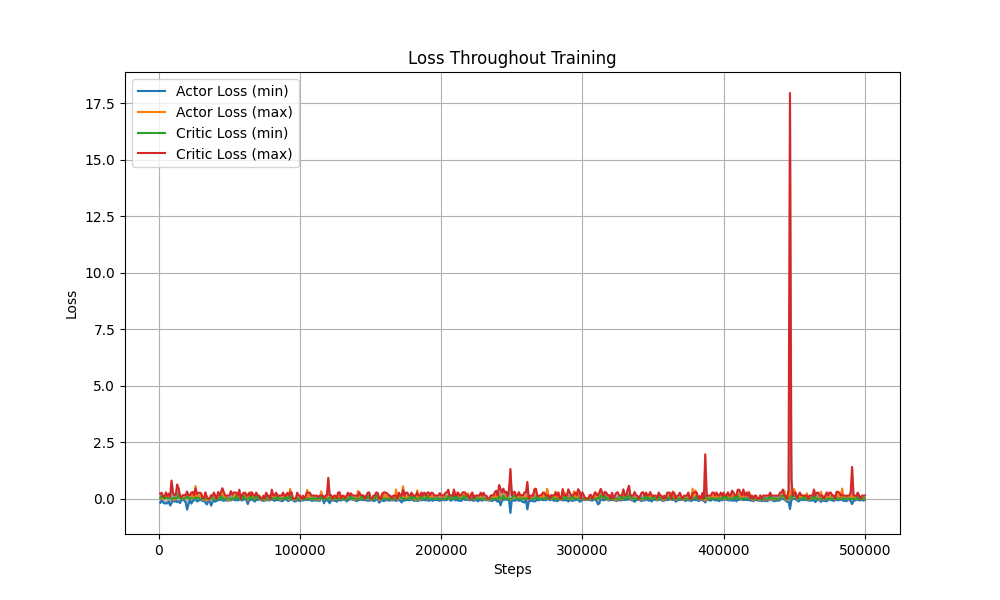 Loss Throughout Training
Actor Loss (min)
Actor Loss (max)
Critic Loss (min)
Critic Loss (max)
17.5
15.0
12.5
10.0
7.5
5.0
2.5
0.0
Loss
0 100000 200000 300000 400000 500000
Steps